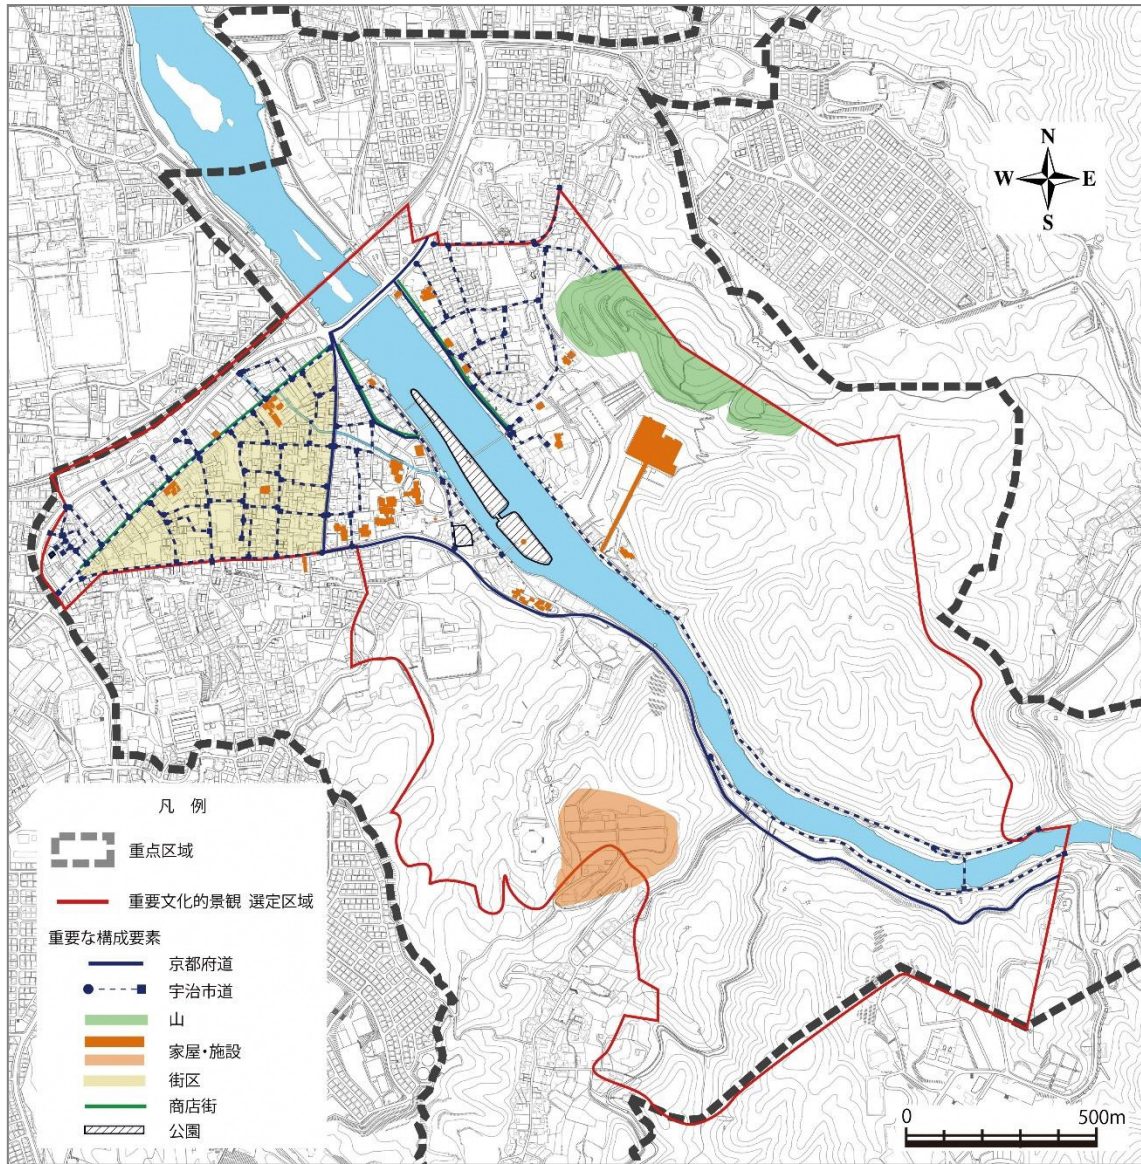 N
W E
S
凡 例
重点区域
重要文化的景観 選定区域
重要な構成要素
京都府道
宇治市道
山
家屋・施設
街区
商店街
公園
0 500m